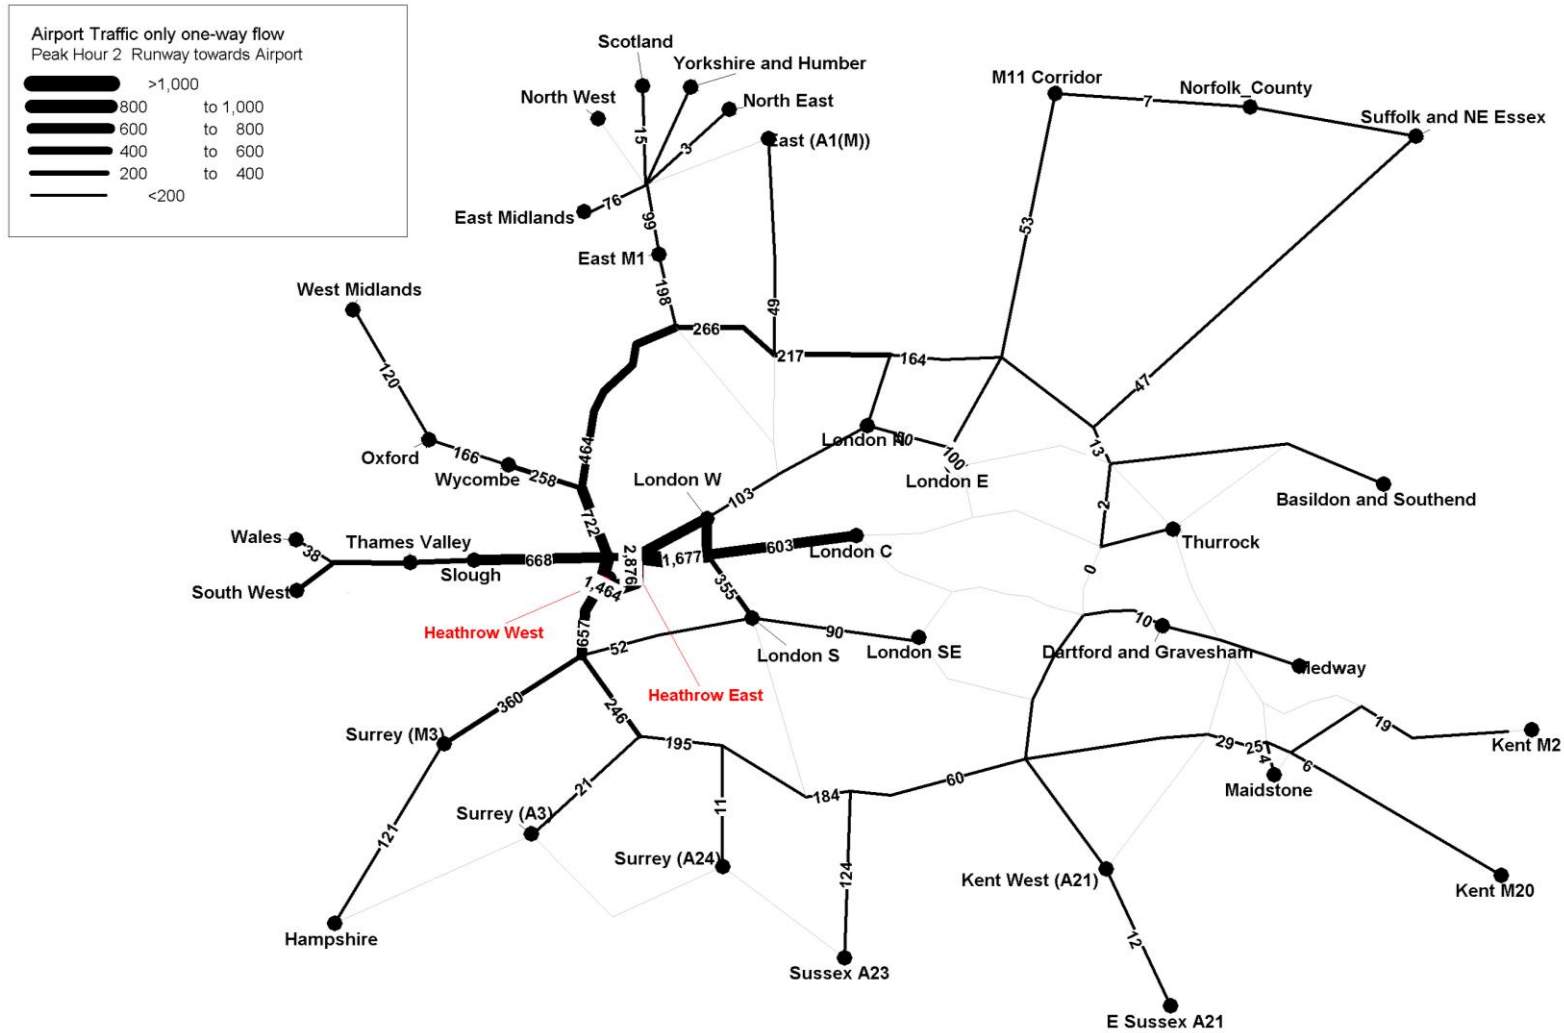 Airport Traffic only one-way flow
Peak Hour 2 Runway towards Airport
>1,000
800 to 1,000
600 to 800
400 to 600
200 to 400
<200
Scotland
Yorkshire and Humber
North West
North East
East (A1(M))
15
3
M11 Corridor
7
Norfolk_County
Suffolk and NE Essex
East Midlands
76
99
53
East M1
198
West Midlands
49
266
217
164
47
120
Oxford
166
Wycombe
258
464
London N
100
London E
13
Basildon and Southend
London W
103
2
Wales
38
Thames Valley
722
603
London C
Thurrock
South West
Slough
668
2,876
1,677
1,464
355
0
Heathrow West
657
52
90
London S
London SE
10
Dartford and Gravesham
Medway
Heathrow East
360
246
Surrey (M3)
195
19
Kent M2
29
25
4
6
Maidstone
184
60
21
11
Surrey (A3)
121
Surrey (A24)
124
Kent West (A21)
Kent M20
Hampshire
12
Sussex A23
E Sussex A21